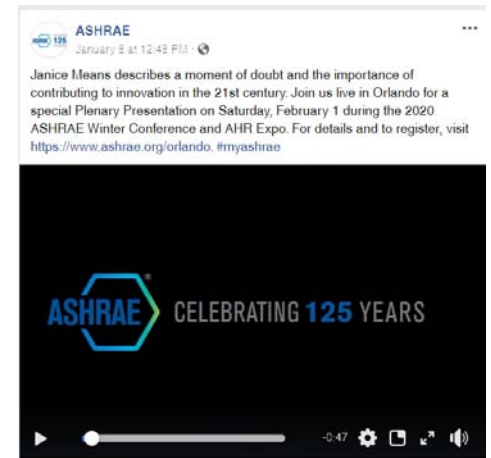 ASHRAE
January 8 at 12:48 PM ·
Janice Means describes a moment of doubt and the importance of
contributing to innovation in the 21st century. Join us live in Orlando for a
special Plenary Presentation on Saturday, February 1 during the 2020
ASHRAE Winter Conference and AHR Expo. For details and to register, visit
https://www.ashrae.org/orlando. #myashrae
ASHRAE® CELEBRATING 125 YEARS
-0:47